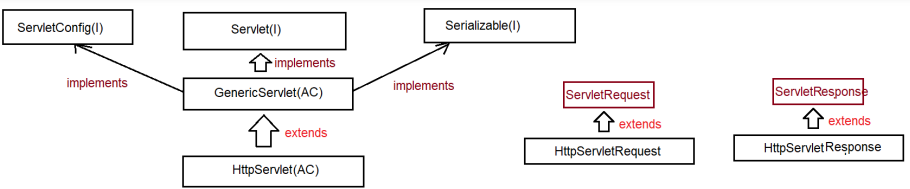 ServletConfig(I)
Servlet(I)
Serializable(I)
implements
implements
implements
GenericServlet(AC)
ServletRequest
ServletResponse
extends
extends
extends
HttpServlet(AC)
HttpServletRequest
HttpServletResponse